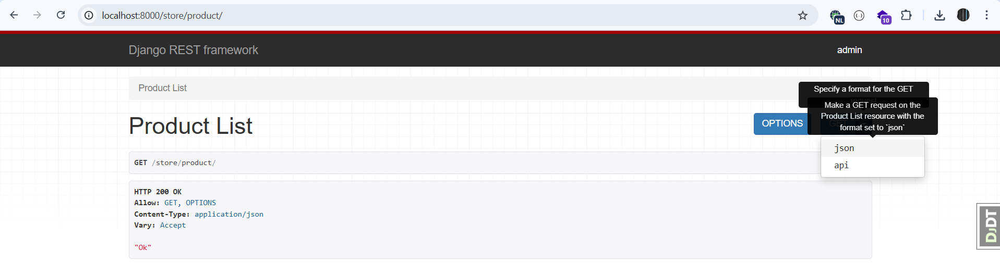 localhost:8000/store/product/
NL
10
Django REST framework
admin
Product List
Specify a format for the GET
request
Make a GET request on the
Product List resource with the
format set to `json`
Product List
OPTIONS
GET
json
api
GET /store/product/
HTTP 200 OK
Allow: GET, OPTIONS
Content-Type: application/json
Vary: Accept
"Ok"
DJDT